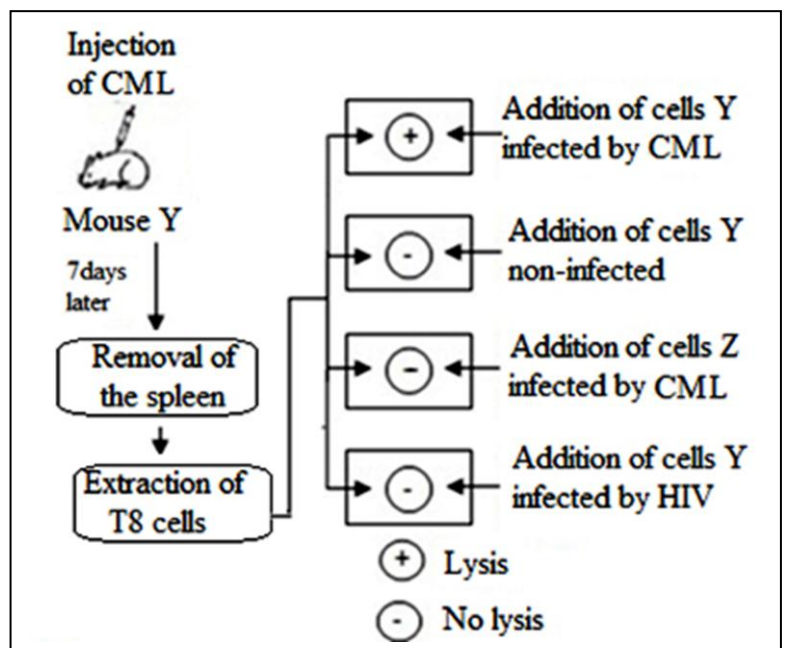 Injection
of CML
Mouse Y
7days
later
Removal of
the spleen
Extraction of
T8 cells
+
Addition of cells Y
infected by CML
-
Addition of cells Y
non-infected
-
Addition of cells Z
infected by CML
-
Addition of cells Y
infected by HIV
+ Lysis
- No lysis